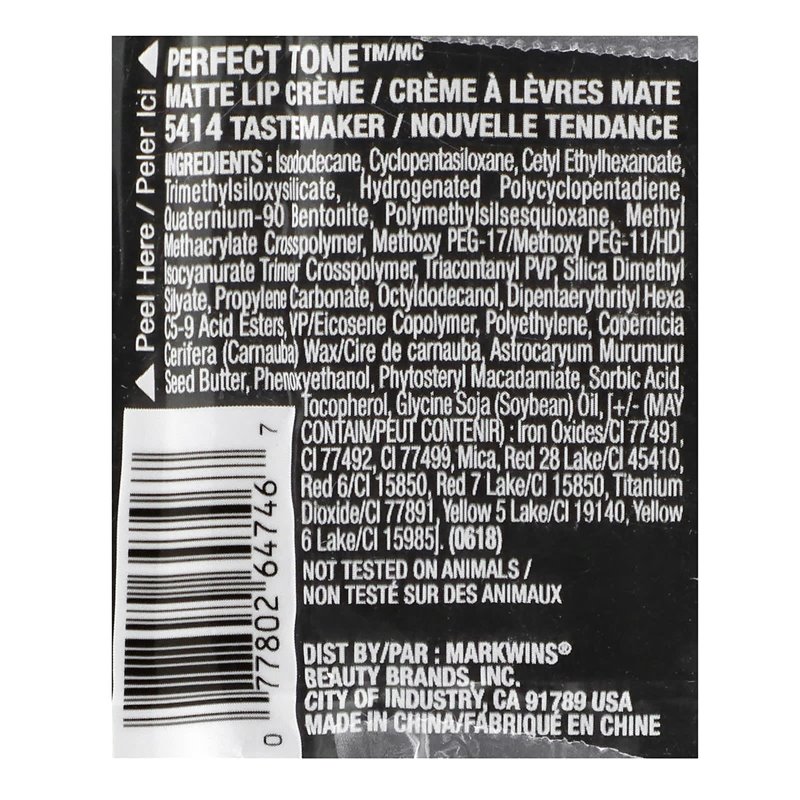 PERFECT TONE™/MC
MATTE LIP CRÈME / CRÈME À LÈVRES MATE
5414 TASTEMAKER / NOUVELLE TENDANCE
INGREDIENTS : Isododecane, Cyclopentasiloxane, Cetyl Ethylhexanoate,
Trimethylsiloxysilicate, Hydrogenated Polycyclopentadiene,
Quaternium-90 Bentonite, Polymethylsilsesquioxane, Methyl
Methacrylate Crosspolymer, Methoxy PEG-17/Methoxy PEG-11/HDI
Isocyanurate Trimer Crosspolymer, Triacontanyl PVP, Silica Dimethyl
Silyate, Propylene Carbonate, Octyldodecanol, Dipentaerythrityl Hexa
C5-9 Acid Esters, VP/Eicosene Copolymer, Polyethylene, Copernicia
Cerifera (Carnauba) Wax/Cire de carnauba, Astrocaryum Murumuru
Seed Butter, Phenoxyethanol, Phytosteryl Macadamiate, Sorbic Acid,
Tocopherol, Glycine Soja (Soybean) Oil, [+/- (MAY
CONTAIN/PEUT CONTENIR) : Iron Oxides/CI 77491,
CI 77492, CI 77499, Mica, Red 28 Lake/CI 45410,
Red 6/CI 15850, Red 7 Lake/CI 15850, Titanium
Dioxide/CI 77891, Yellow 5 Lake/CI 19140, Yellow
6 Lake/CI 15985]. (0618)
NOT TESTED ON ANIMALS /
NON TESTÉ SUR DES ANIMAUX
DIST BY/PAR : MARKWINS®
BEAUTY BRANDS, INC.
CITY OF INDUSTRY, CA 91789 USA
MADE IN CHINA/FABRIQUÉ EN CHINE
Peel Here / Peler Ici
0 77802 64746 7